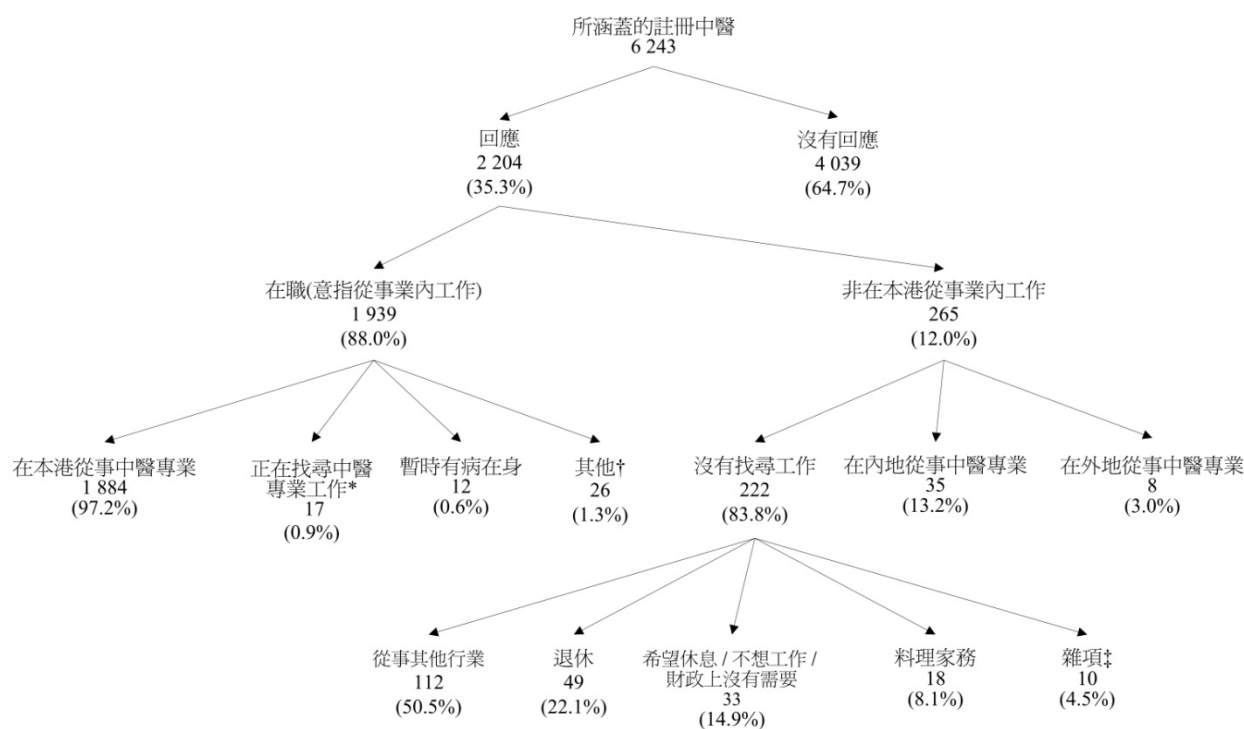 所涵蓋的註冊中醫
6 243
回應
2 204
(35.3%)
沒有回應
4 039
(64.7%)
在職(意指從事業內工作)
1 939
(88.0%)
非在本港從事業內工作
265
(12.0%)
在本港從事中醫專業
1 884
(97.2%)
正在找尋中醫
專業工作*
17
(0.9%)
暫時有病在身
12
(0.6%)
其他†
26
(1.3%)
沒有找尋工作
222
(83.8%)
在內地從事中醫專業
35
(13.2%)
在外地從事中醫專業
8
(3.0%)
從事其他行業
112
(50.5%)
退休
49
(22.1%)
希望休息 / 不想工作 /
財政上沒有需要
33
(14.9%)
料理家務
18
(8.1%)
雜項‡
10
(4.5%)